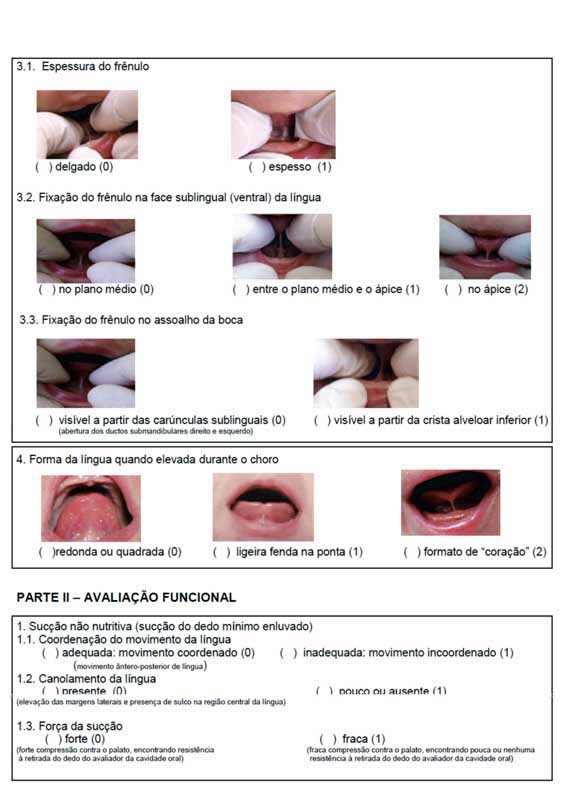 3.1. Espessura do frênulo
( ) delgado (0) ( ) espesso (1)
3.2. Fixação do frênulo na face sublingual (ventral) da língua
( ) no plano médio (0) ( ) entre o plano médio e o ápice (1) ( ) no ápice (2)
3.3. Fixação do frênulo no assoalho da boca
( ) visível a partir das carúnculas sublinguais (0) ( ) visível a partir da crista alveloar inferior (1)
(abertura dos ductos submandibulares direito e esquerdo)
4. Forma da língua quando elevada durante o choro
( )redonda ou quadrada (0) ( ) ligeira fenda na ponta (1) ( ) formato de “coração” (2)
PARTE II – AVALIAÇÃO FUNCIONAL
1. Sucção não nutritiva (sucção do dedo mínimo enluvado)
1.1. Coordenação do movimento da língua
( ) adequada: movimento coordenado (0) ( ) inadequada: movimento incoordenado (1)
(movimento ântero-posterior de língua)
1.2. Canolamento da língua
( ) presente (0) ( ) pouco ou ausente (1)
(elevação das margens laterais e presença de sulco na região central da língua)
1.3. Força da sucção
( ) forte (0) ( ) fraca (1)
(forte compressão contra o palato, encontrando resistência (fraca compressão contra o palato, encontrando pouca ou nenhuma
à retirada do dedo do avaliador da cavidade oral) resistência à retirada do dedo do avaliador da cavidade oral)